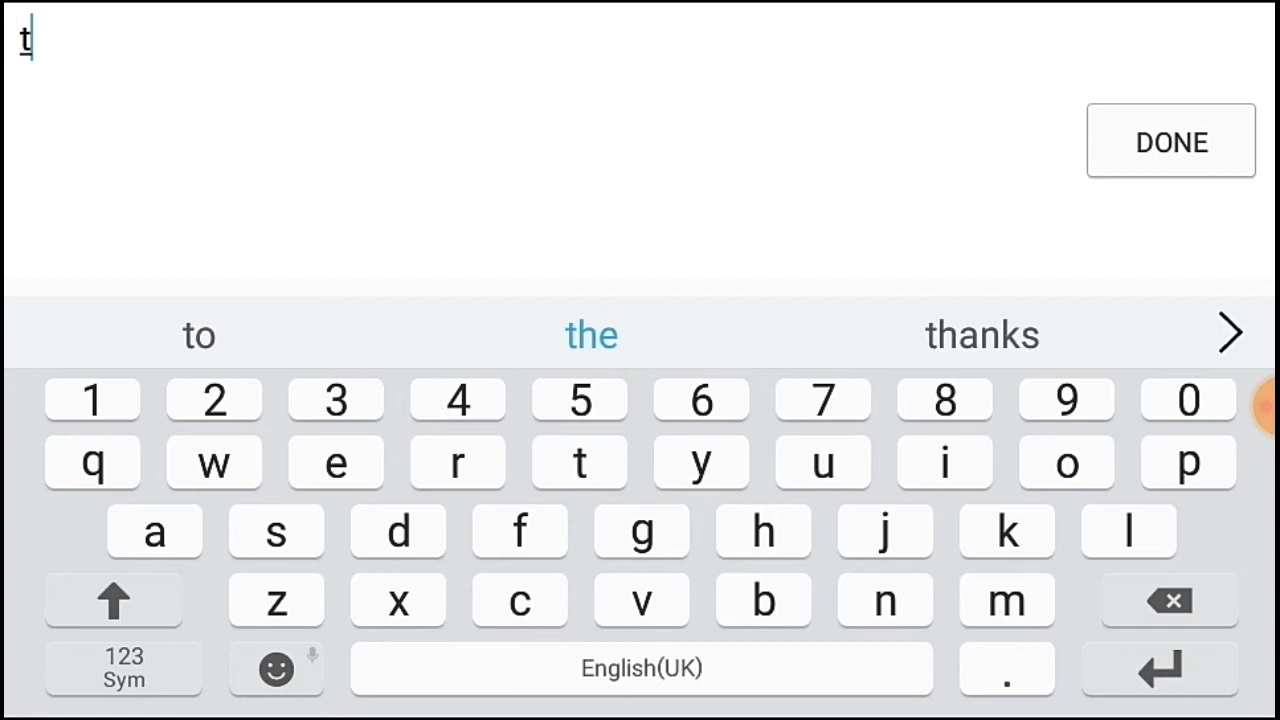 t
DONE
to the thanks
1 2 3 4 5 6 7 8 9 0
q w e r t y u i o p
a s d f g h j k l
z x c v b n m
123
Sym
English(UK) .